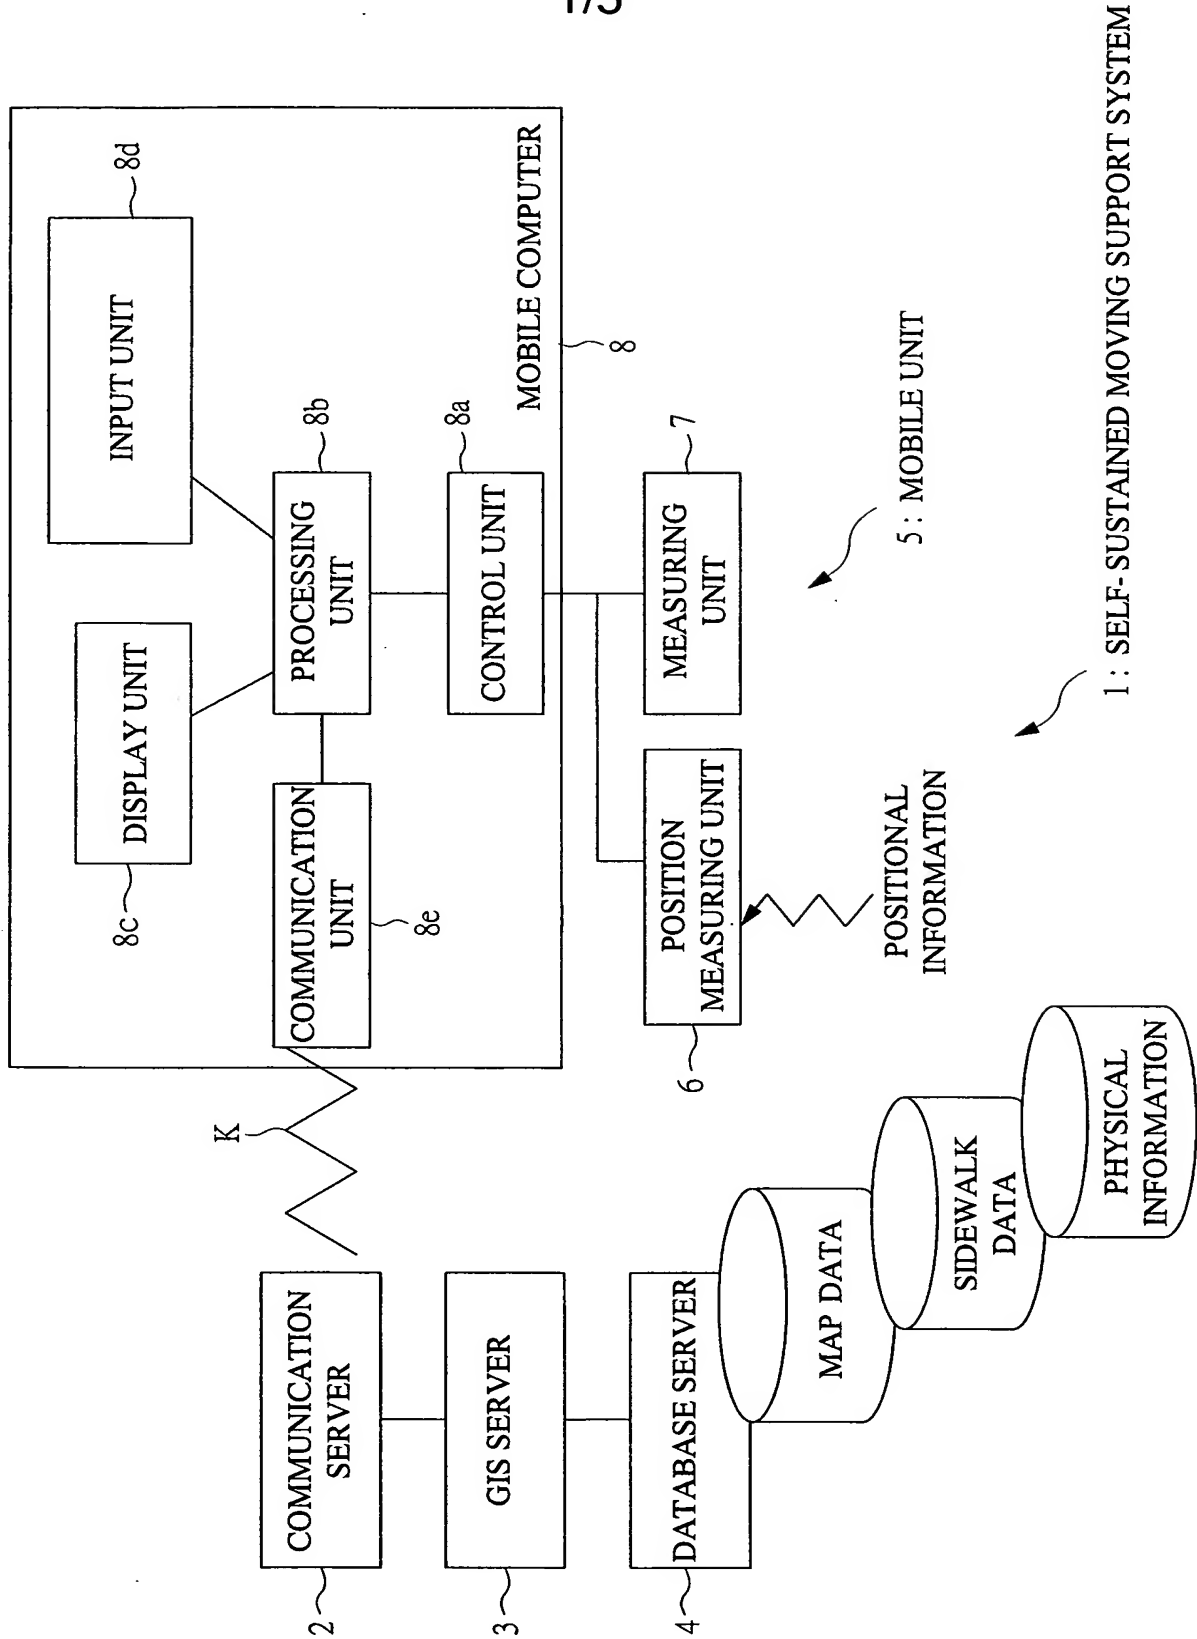 2
COMMUNICATION
SERVER
3
GIS SERVER
4
DATABASE SERVER
MAP DATA
SIDEWALK
DATA
PHYSICAL
INFORMATION
K
8c
DISPLAY UNIT
INPUT UNIT
8d
COMMUNICATION
UNIT
8e
PROCESSING
UNIT
8b
CONTROL UNIT
8a
MOBILE COMPUTER
8
6
POSITION
MEASURING UNIT
MEASURING
UNIT
7
POSITIONAL
INFORMATION
5 : MOBILE UNIT
1 : SELF-SUSTAINED MOVING SUPPORT SYSTEM